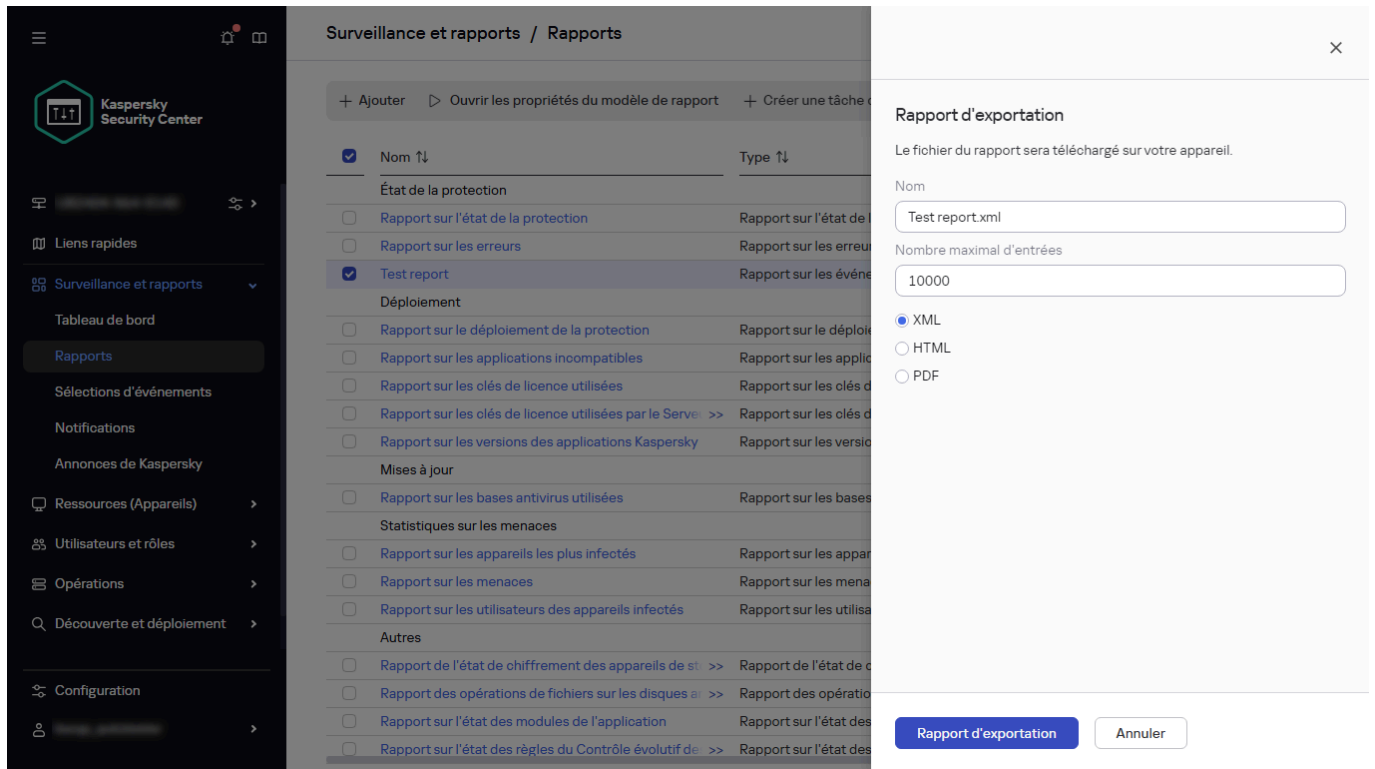 Surveillance et rapports / Rapports
Kaspersky
Security Center
Liens rapides
Surveillance et rapports
Tableau de bord
Rapports
Sélections d'événements
Notifications
Annonces de Kaspersky
Ressources (Appareils)
Utilisateurs et rôles
Opérations
Découverte et déploiement
Configuration
+ Ajouter Ouvrir les propriétés du modèle de rapport + Créer une tâche
Nom Type
État de la protection
Rapport sur l'état de la protection Rapport sur l'état de
Rapport sur les erreurs Rapport sur les erreu
Test report Rapport sur les événe
Déploiement
Rapport sur le déploiement de la protection Rapport sur le déploie
Rapport sur les applications incompatibles Rapport sur les applic
Rapport sur les clés de licence utilisées Rapport sur les clés d
Rapport sur les clés de licence utilisées par le Serve >> Rapport sur les clés d
Rapport sur les versions des applications Kaspersky Rapport sur les versio
Mises à jour
Rapport sur les bases antivirus utilisées Rapport sur les bases
Statistiques sur les menaces
Rapport sur les appareils les plus infectés Rapport sur les appar
Rapport sur les menaces Rapport sur les mena
Rapport sur les utilisateurs des appareils infectés Rapport sur les utilisa
Autres
Rapport de l'état de chiffrement des appareils de st >> Rapport de l'état de c
Rapport des opérations de fichiers sur les disques a >> Rapport des opératio
Rapport sur l'état des modules de l'application Rapport sur l'état des
Rapport sur l'état des règles du Contrôle évolutif de >> Rapport sur l'état des
Rapport d'exportation
Le fichier du rapport sera téléchargé sur votre appareil.
Nom
Test report.xml
Nombre maximal d'entrées
10000
XML
HTML
PDF
Rapport d'exportation Annuler